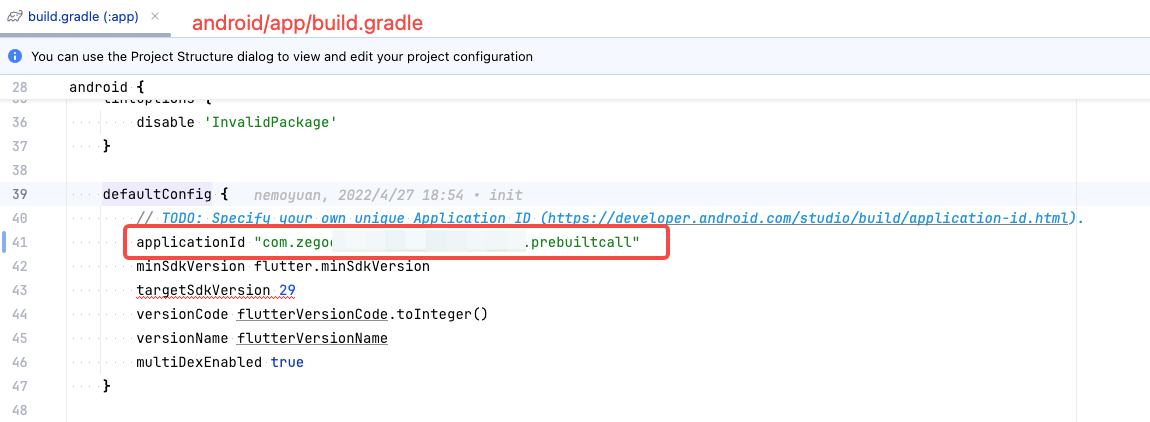 build.gradle (:app)
android/app/build.gradle
You can use the Project Structure dialog to view and edit your project configuration
28 android {
36 disable 'InvalidPackage'
37 }
38
39 defaultConfig { nemoyuan, 2022/4/27 18:54 • init
40 // TODO: Specify your own unique Application ID (https://developer.android.com/studio/build/application-id.html).
41 applicationId "com.zego .prebuiltcall"
42 minSdkVersion flutter.minSdkVersion
43 targetSdkVersion 29
44 versionCode flutterVersionCode.toInteger()
45 versionName flutterVersionName
46 multiDexEnabled true
47 }
48